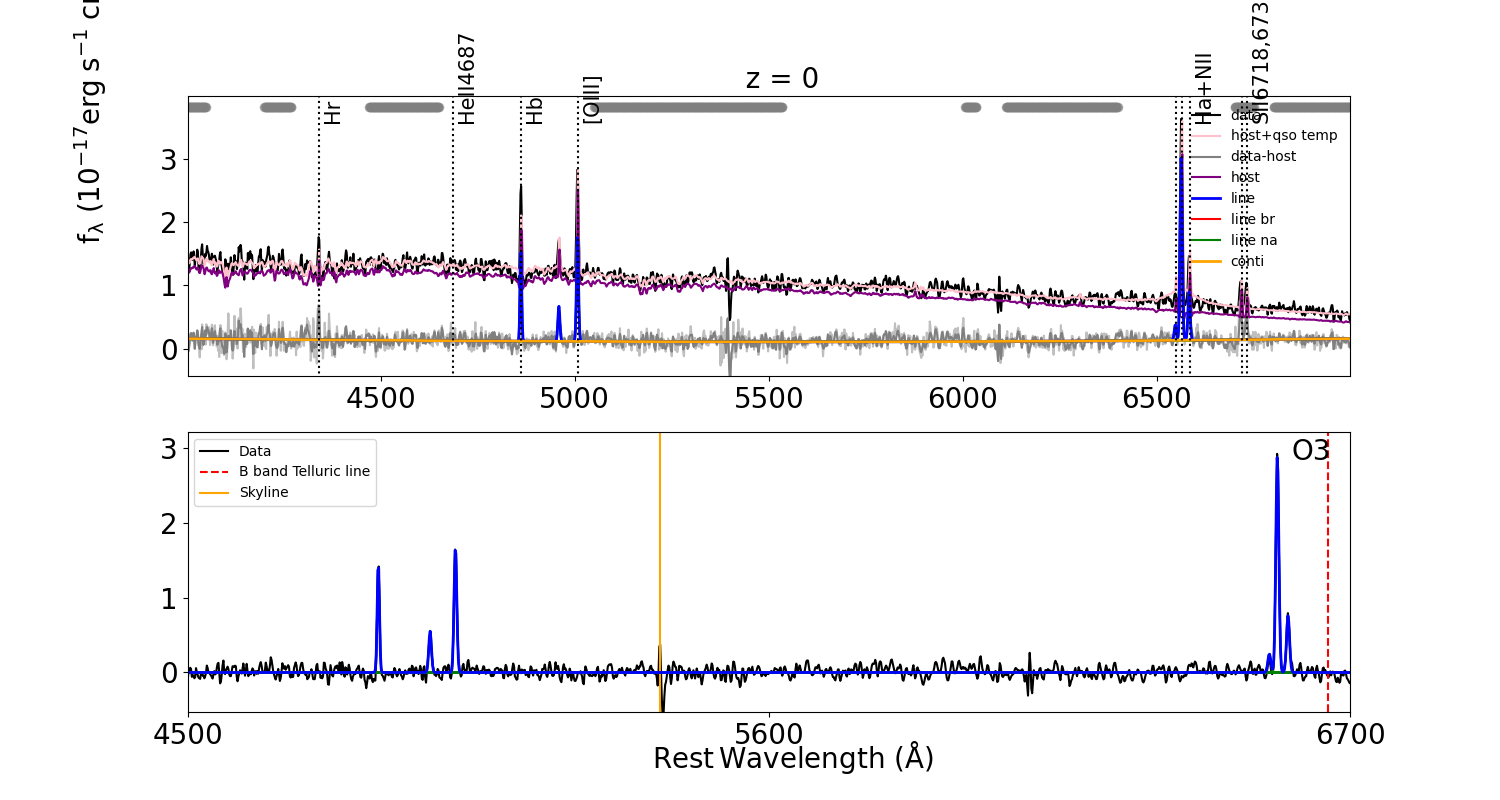 z = 0
f_λ (10^−17 erg s^−1
Hr
HeII4687
Hb
[OIII]
Ha+NII
SII6718,673
data
host+qso temp
data-host
host
line
line br
line na
conti
3
2
1
0
4500 5000 5500 6000 6500
Data
B band Telluric line
Skyline
O3
3
2
1
0
4500 5600 6700
Rest Wavelength (Å)